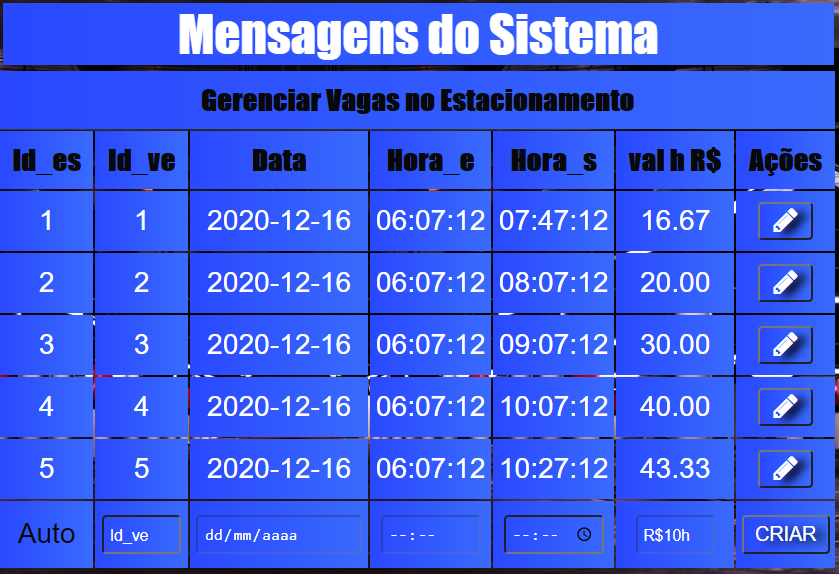 Mensagens do Sistema
Gerenciar Vagas no Estacionamento
Id_es Id_ve Data Hora_e Hora_s val h R$ Ações
1 1 2020-12-16 06:07:12 07:47:12 16.67
2 2 2020-12-16 06:07:12 08:07:12 20.00
3 3 2020-12-16 06:07:12 09:07:12 30.00
4 4 2020-12-16 06:07:12 10:07:12 40.00
5 5 2020-12-16 06:07:12 10:27:12 43.33
Auto Id_ve dd/mm/aaaa --:-- --:-- R$10h CRIAR